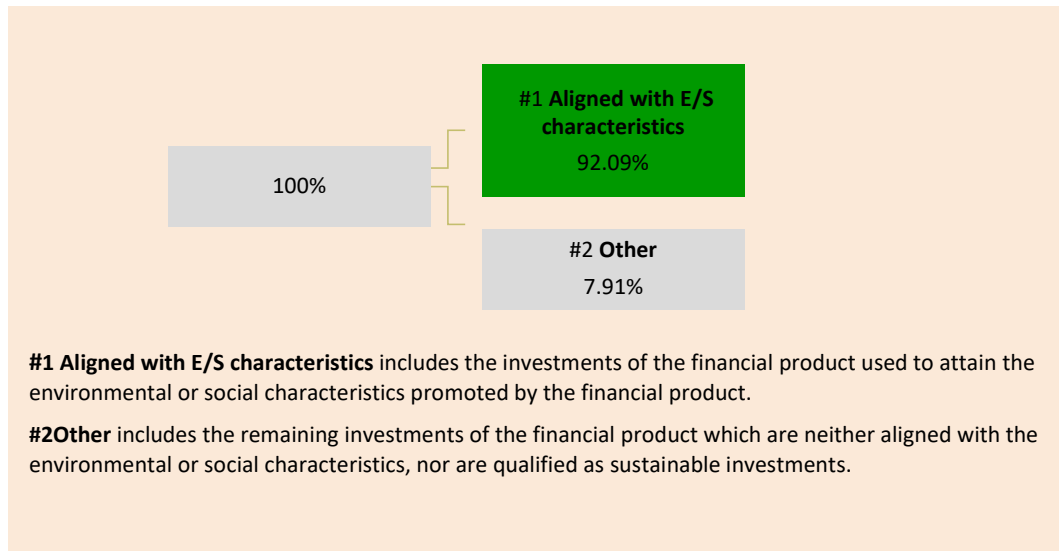 #1 Aligned with E/S
characteristics
92.09%
100%
#2 Other
7.91%
#1 Aligned with E/S characteristics includes the investments of the financial product used to attain the
environmental or social characteristics promoted by the financial product.
#2Other includes the remaining investments of the financial product which are neither aligned with the
environmental or social characteristics, nor are qualified as sustainable investments.